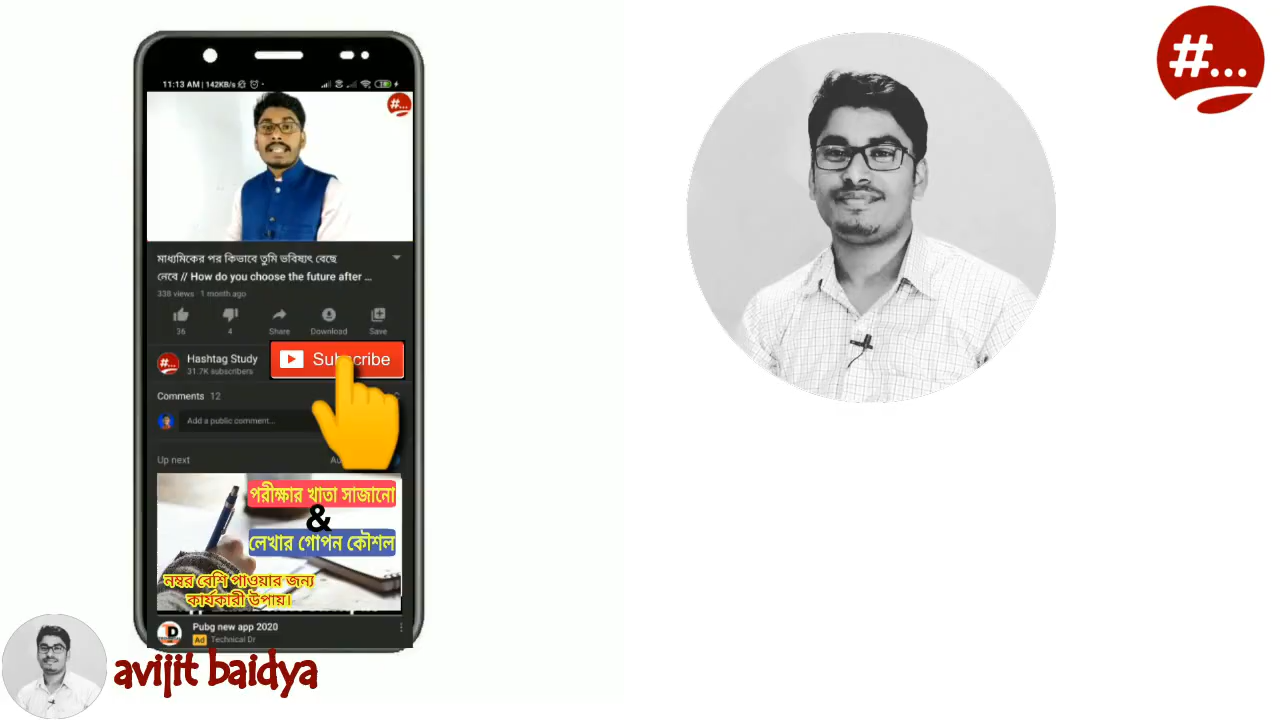 #...
11:13 AM | 142KB/s
#...
মাধ্যমিকের পর কিভাবে তুমি ভবিষ্যৎ বেছে
নেবে // How do you choose the future after ...
338 views · 1 month ago
36 4 Share Download Save
#... Hashtag Study Subscribe
31.7K subscribers
Comments 12
Add a public comment...
Up next
পরীক্ষার খাতা সাজানো
&
লেখার গোপন কৌশল
নম্বর বেশি পাওয়ার জন্য
কার্যকারী উপায়।
Pubg new app 2020
Ad Technical Dr
avijit baidya